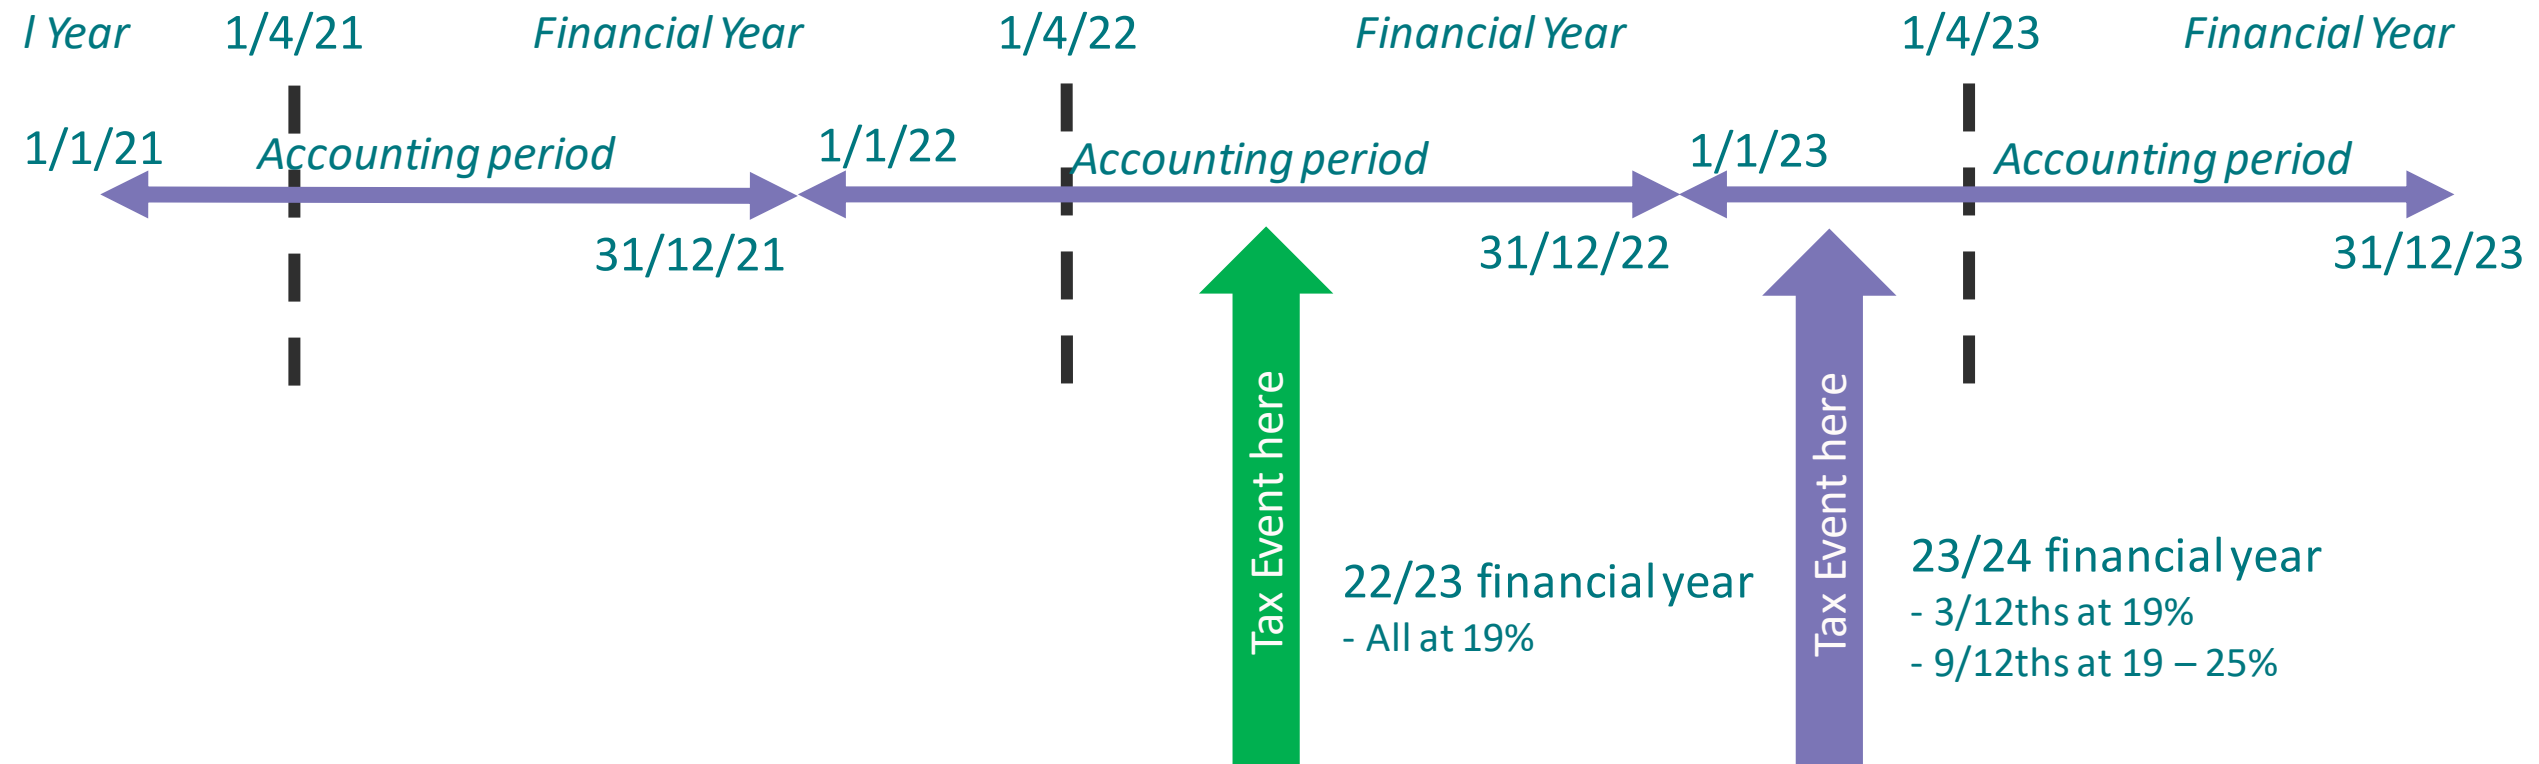 l Year
1/4/21
Financial Year
1/4/22
Financial Year
1/4/23
Financial Year
1/1/21
Accounting period
1/1/22
Accounting period
1/1/23
Accounting period
31/12/21
31/12/22
31/12/23
Tax Event here
22/23 financial year
- All at 19%
Tax Event here
23/24 financial year
- 3/12ths at 19%
- 9/12ths at 19 – 25%